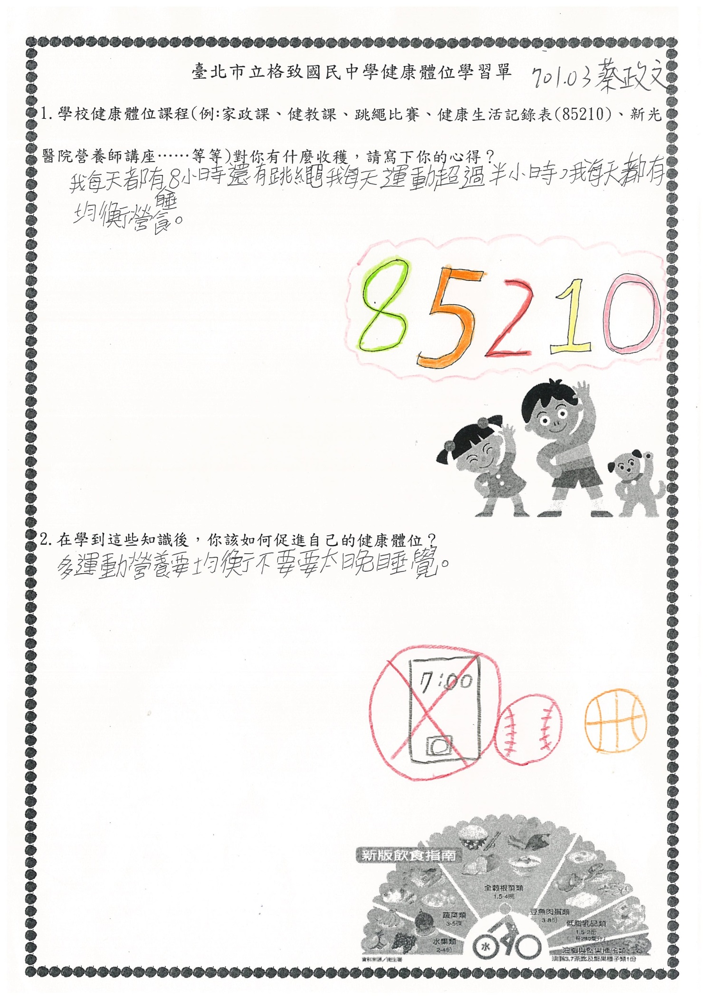 臺北市立格致國民中學健康體位學習單 701.03蔡政文
1.學校健康體位課程(例:家政課、健教課、跳繩比賽、健康生活記錄表(85210)、新光
醫院營養師講座……等等)對你有什麼收穫，請寫下你的心得？
我每天都有8小時還有跳繩我每天運動超過半小時,我每天都有
睡
均衡營食。
85210
2.在學到這些知識後，你該如何促進自己的健康體位？
多運動營養要均衡不要要太晚睡覺。
7:00
新版飲食指南
全穀根莖類
1.5-4碗
蔬菜類
3-5碟
豆魚肉蛋類
3-8份
低脂乳品類
1.5-2份
水果類
2-4份
水
油脂與堅果種子類
資料來源／衛生署
油脂3-7茶匙及堅果種子類1份